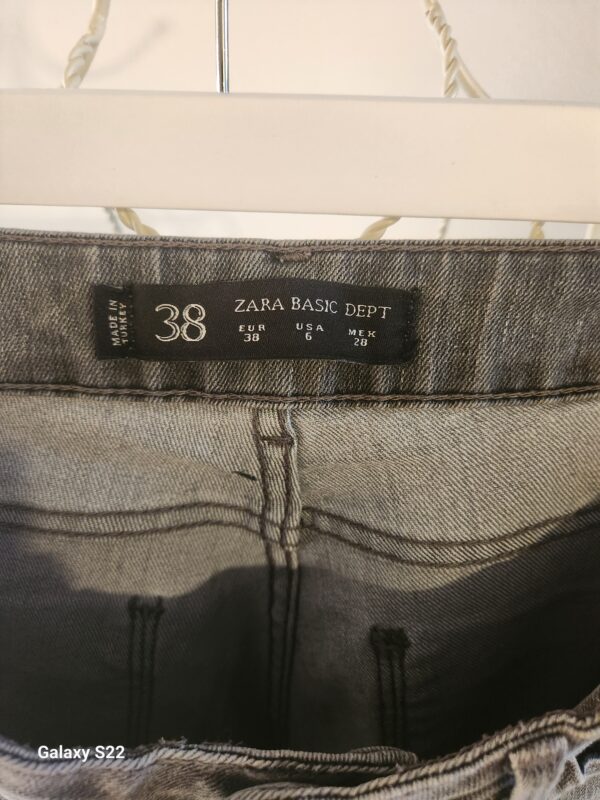 MADE IN
TURKEY
38
ZARA BASIC DEPT
EUR USA MEX
38 6 28
Galaxy S22